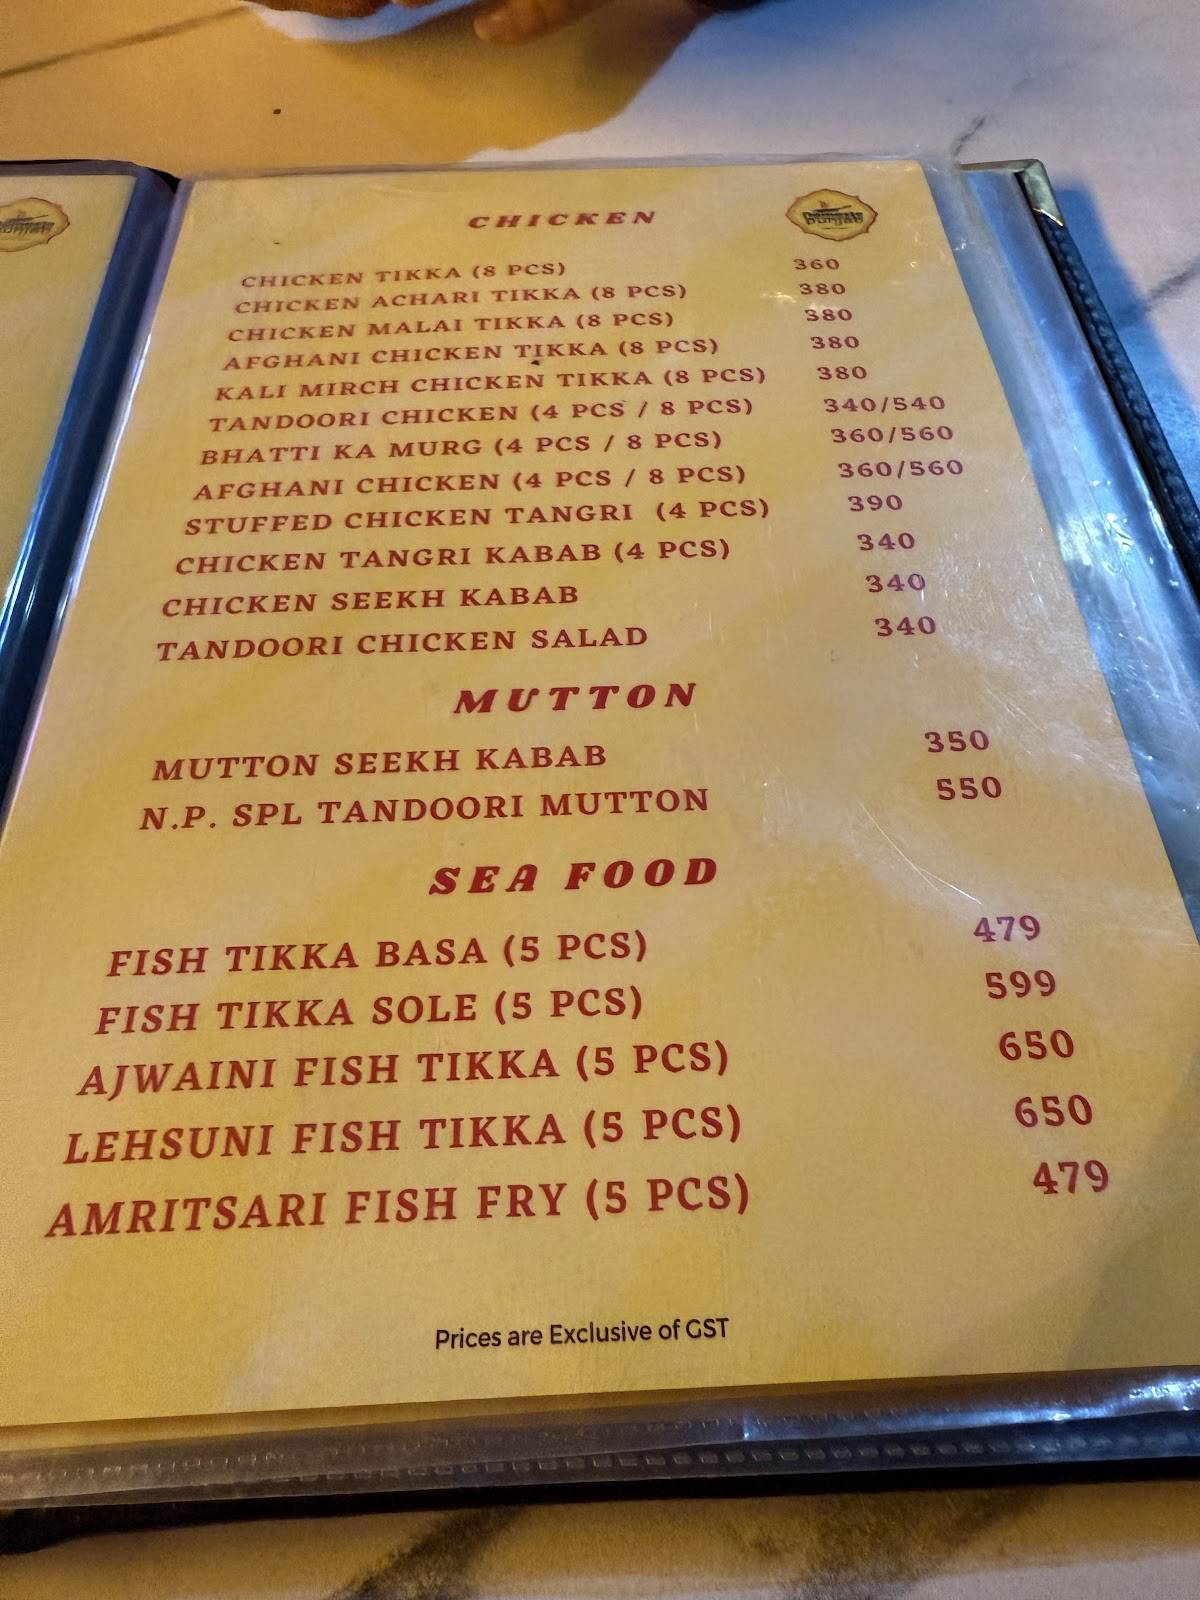 CHICKEN
CHICKEN TIKKA (8 PCS) 360
CHICKEN ACHARI TIKKA (8 PCS) 380
CHICKEN MALAI TIKKA (8 PCS) 380
AFGHANI CHICKEN TIKKA (8 PCS) 380
KALI MIRCH CHICKEN TIKKA (8 PCS) 380
TANDOORI CHICKEN (4 PCS / 8 PCS) 340/540
BHATTI KA MURG (4 PCS / 8 PCS) 360/560
AFGHANI CHICKEN (4 PCS / 8 PCS) 360/560
STUFFED CHICKEN TANGRI (4 PCS) 390
CHICKEN TANGRI KABAB (4 PCS) 340
CHICKEN SEEKH KABAB 340
TANDOORI CHICKEN SALAD 340
MUTTON
MUTTON SEEKH KABAB 350
N.P. SPL TANDOORI MUTTON 550
SEA FOOD
FISH TIKKA BASA (5 PCS) 479
FISH TIKKA SOLE (5 PCS) 599
AJWAINI FISH TIKKA (5 PCS) 650
LEHSUNI FISH TIKKA (5 PCS) 650
AMRITSARI FISH FRY (5 PCS) 479
Prices are Exclusive of GST